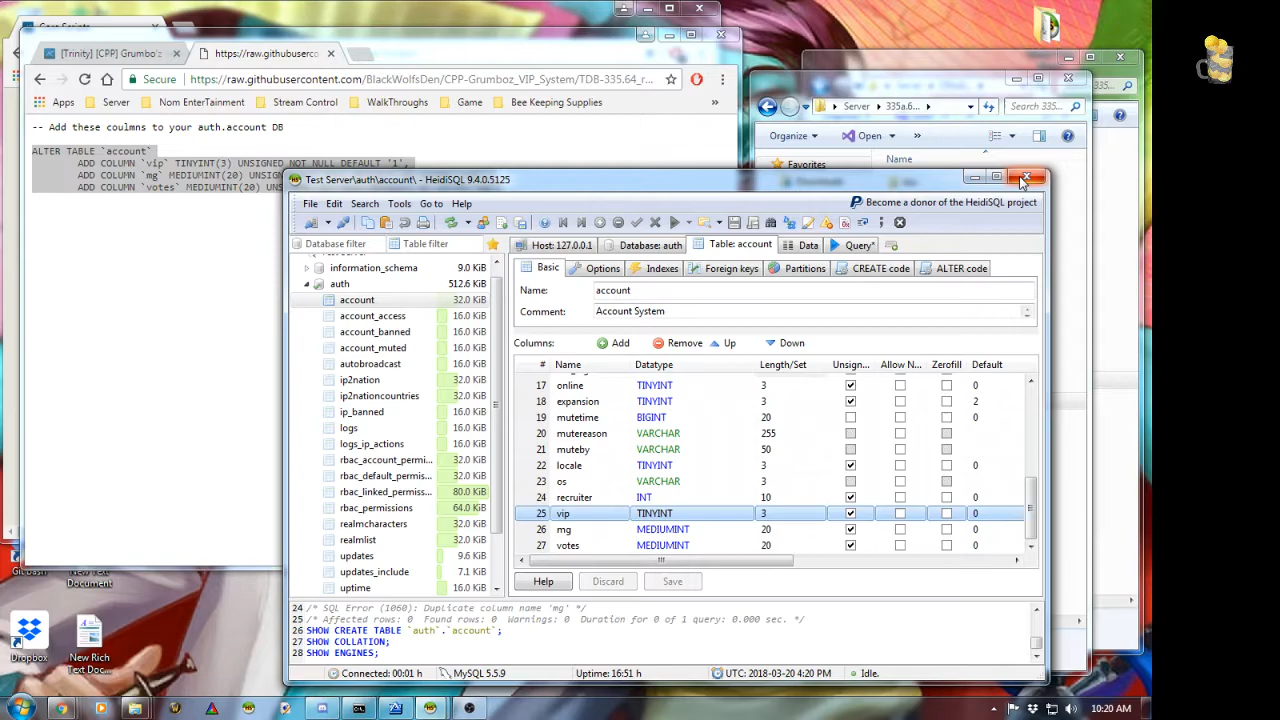 [Trinity] [CPP] Grumbo'z
https://raw.githubusercon
Secure
https://raw.githubusercontent.com/BlackWolfsDen/CPP-Grumboz_VIP_System/TDB-335.64_r...
Apps
Server
Nom EnterTainment
Stream Control
WalkThroughs
Game
Bee Keeping Supplies
»
-- Add these coulmns to your auth.account DB
ALTER TABLE `account`
ADD COLUMN `vip` TINYINT(3) UNSIGNED NOT NULL DEFAULT '1',
ADD COLUMN `mg` MEDIUMINT(20) UNSIGN
ADD COLUMN `votes` MEDIUMINT(20) UNS
Server
335a.6...
Search 335...
Organize
Open
»
Favorites
Name
Test Server\auth\account\ - HeidiSQL 9.4.0.5125
File Edit Search Tools Go to Help
Become a donor of the HeidiSQL project
Database filter
Table filter
Host: 127.0.0.1
Database: auth
Table: account
Data
Query*
information_schema 9.0 KiB
auth 512.6 KiB
account 32.0 KiB
account_access 16.0 KiB
account_banned 32.0 KiB
account_muted 16.0 KiB
autobroadcast 16.0 KiB
ip2nation 32.0 KiB
ip2nationcountries 32.0 KiB
ip_banned 16.0 KiB
logs 16.0 KiB
logs_ip_actions 16.0 KiB
rbac_account_permi... 32.0 KiB
rbac_default_permis... 32.0 KiB
rbac_linked_permiss... 80.0 KiB
rbac_permissions 64.0 KiB
realmcharacters 32.0 KiB
realmlist 32.0 KiB
updates 9.6 KiB
updates_include 7.1 KiB
uptime 16.0 KiB
Basic
Options
Indexes
Foreign keys
Partitions
CREATE code
ALTER code
Name: account
Comment: Account System
Columns: Add Remove Up Down
# Name Datatype Length/Set Unsign... Allow N... Zerofill Default
17 online TINYINT 3 0
18 expansion TINYINT 3 2
19 mutetime BIGINT 20 0
20 mutereason VARCHAR 255
21 muteby VARCHAR 50
22 locale TINYINT 3 0
23 os VARCHAR 3
24 recruiter INT 10 0
25 vip TINYINT 3 0
26 mg MEDIUMINT 20 0
27 votes MEDIUMINT 20 0
Help
Discard
Save
24 /* SQL Error (1060): Duplicate column name 'mg' */
25 /* Affected rows: 0 Found rows: 0 Warnings: 0 Duration for 0 of 1 query: 0.000 sec. */
26 SHOW CREATE TABLE `auth`.`account`;
27 SHOW COLLATION;
28 SHOW ENGINES;
Connected: 00:01 h
MySQL 5.5.9
Uptime: 16:51 h
UTC: 2018-03-20 4:20 PM
Idle.
Document
Dropbox
New Rich
Text Doc...
10:20 AM